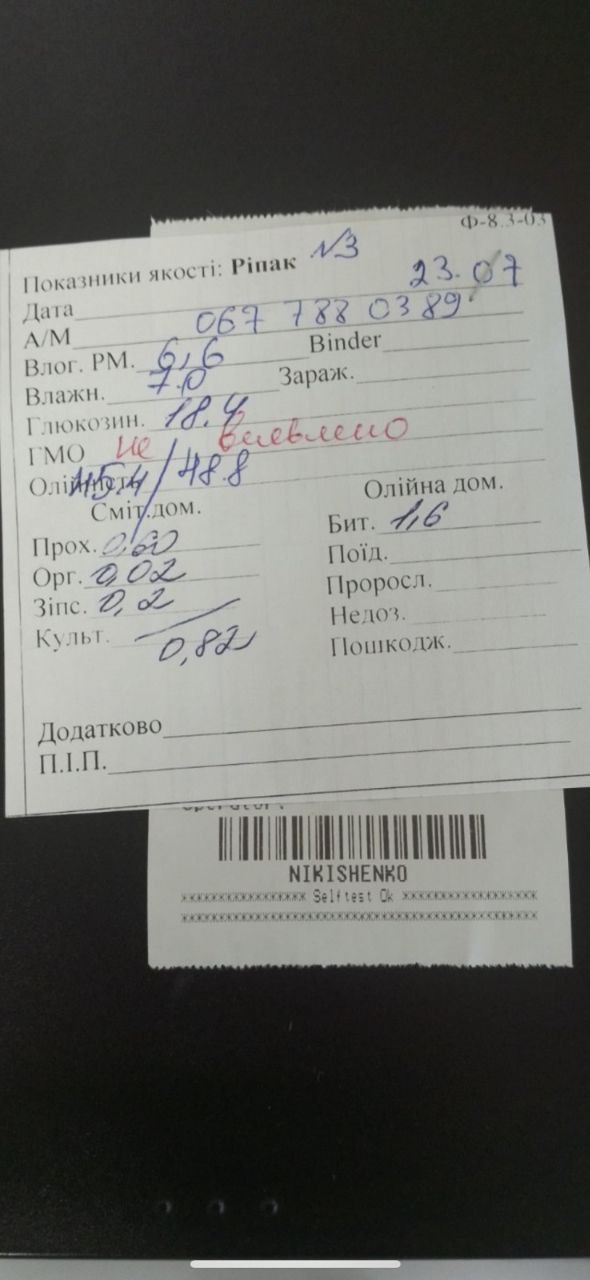 Ф-8.3-03
Показники якості: Ріпак №3
Дата 23.07
А/М 067 788 0389
Влог. РМ. 6,6 Binder
Влажн. 7.0 Зараж.
Глюкозин. 18.4
ГМО не виявлено
Олійність 45.4/48.8
Сміт.дом. Олійна дом.
Прох. 0,60 Бит. 1,6
Орг. 0,02 Поїд.
Зіпс. 0,2 Проросл.
Культ. — Недоз.
0,82 Пошкодж.
Додатково
П.І.П.
Operator:
NIKISHENKO
****************** Selftest Ok *******************